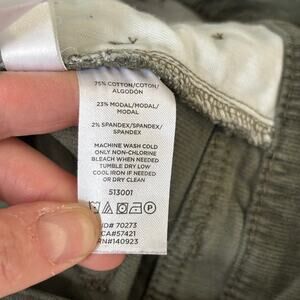 75% COTTON/COTON/
ALGODÓN
23% MODAL/MODAL/
MODAL
2% SPANDEX/SPANDEX/
SPANDEX
MACHINE WASH COLD
ONLY NON-CHLORINE
BLEACH WHEN NEEDED
TUMBLE DRY LOW
COOL IRON IF NEEDED
OR DRY CLEAN
513001
ID# 70273
CA#57421
RN#140923